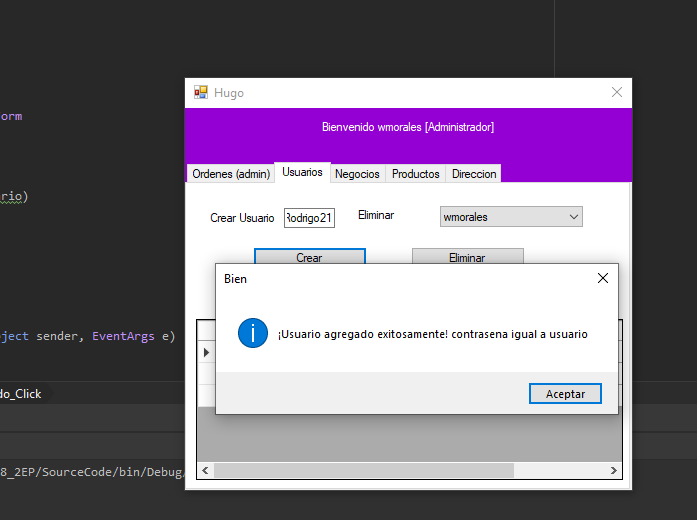 Hugo
orm
Bienvenido wmorales [Administrador]
Ordenes (admin) Usuarios Negocios Productos Direccion
rio)
Crear Usuario Rodrigo21 Eliminar wmorales
Crear Eliminar
Bien
ject sender, EventArgs e)
¡Usuario agregado exitosamente! contrasena igual a usuario
do_Click
Aceptar
8_2EP/SourceCode/bin/Debug/